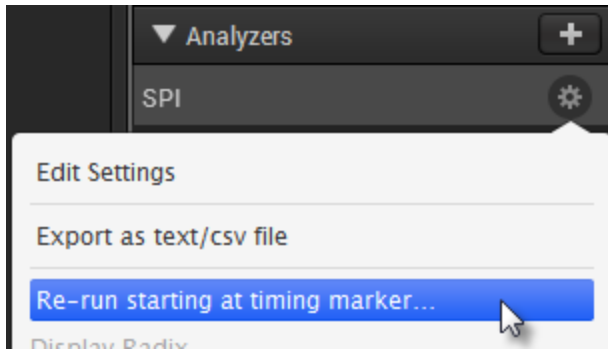 Analyzers
SPI
Edit Settings
Export as text/csv file
Re-run starting at timing marker...
Display Radix